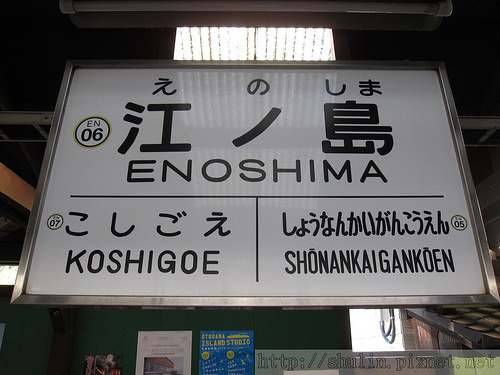 えのしま
EN
06
江ノ島
ENOSHIMA
07
こしごえ
KOSHIGOE
しょうなんかいがんこうえん
05
SHŌNANKAIGANKŌEN
OTODAMA
ISLAND STUDIO
http://shulin.pixnet.net